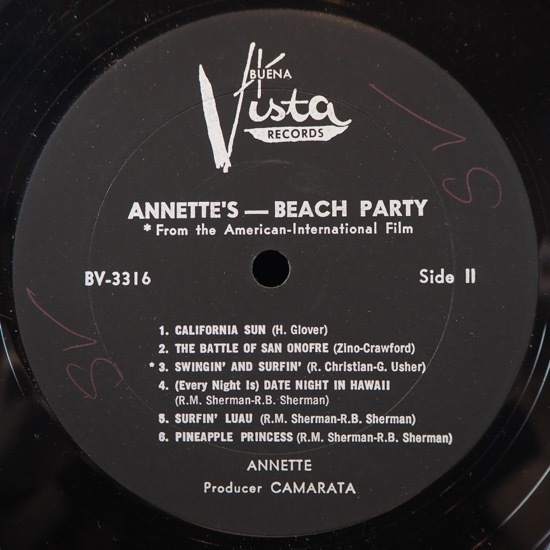 BUENA
Vista
RECORDS
ANNETTE'S — BEACH PARTY
* From the American-International Film
BV-3316 Side II
1. CALIFORNIA SUN (H. Glover)
2. THE BATTLE OF SAN ONOFRE (Zino-Crawford)
* 3. SWINGIN' AND SURFIN' (R. Christian-G. Usher)
4. (Every Night Is) DATE NIGHT IN HAWAII
(R.M. Sherman-R.B. Sherman)
5. SURFIN' LUAU (R.M. Sherman-R.B. Sherman)
6. PINEAPPLE PRINCESS (R.M. Sherman-R.B. Sherman)
ANNETTE
Producer CAMARATA